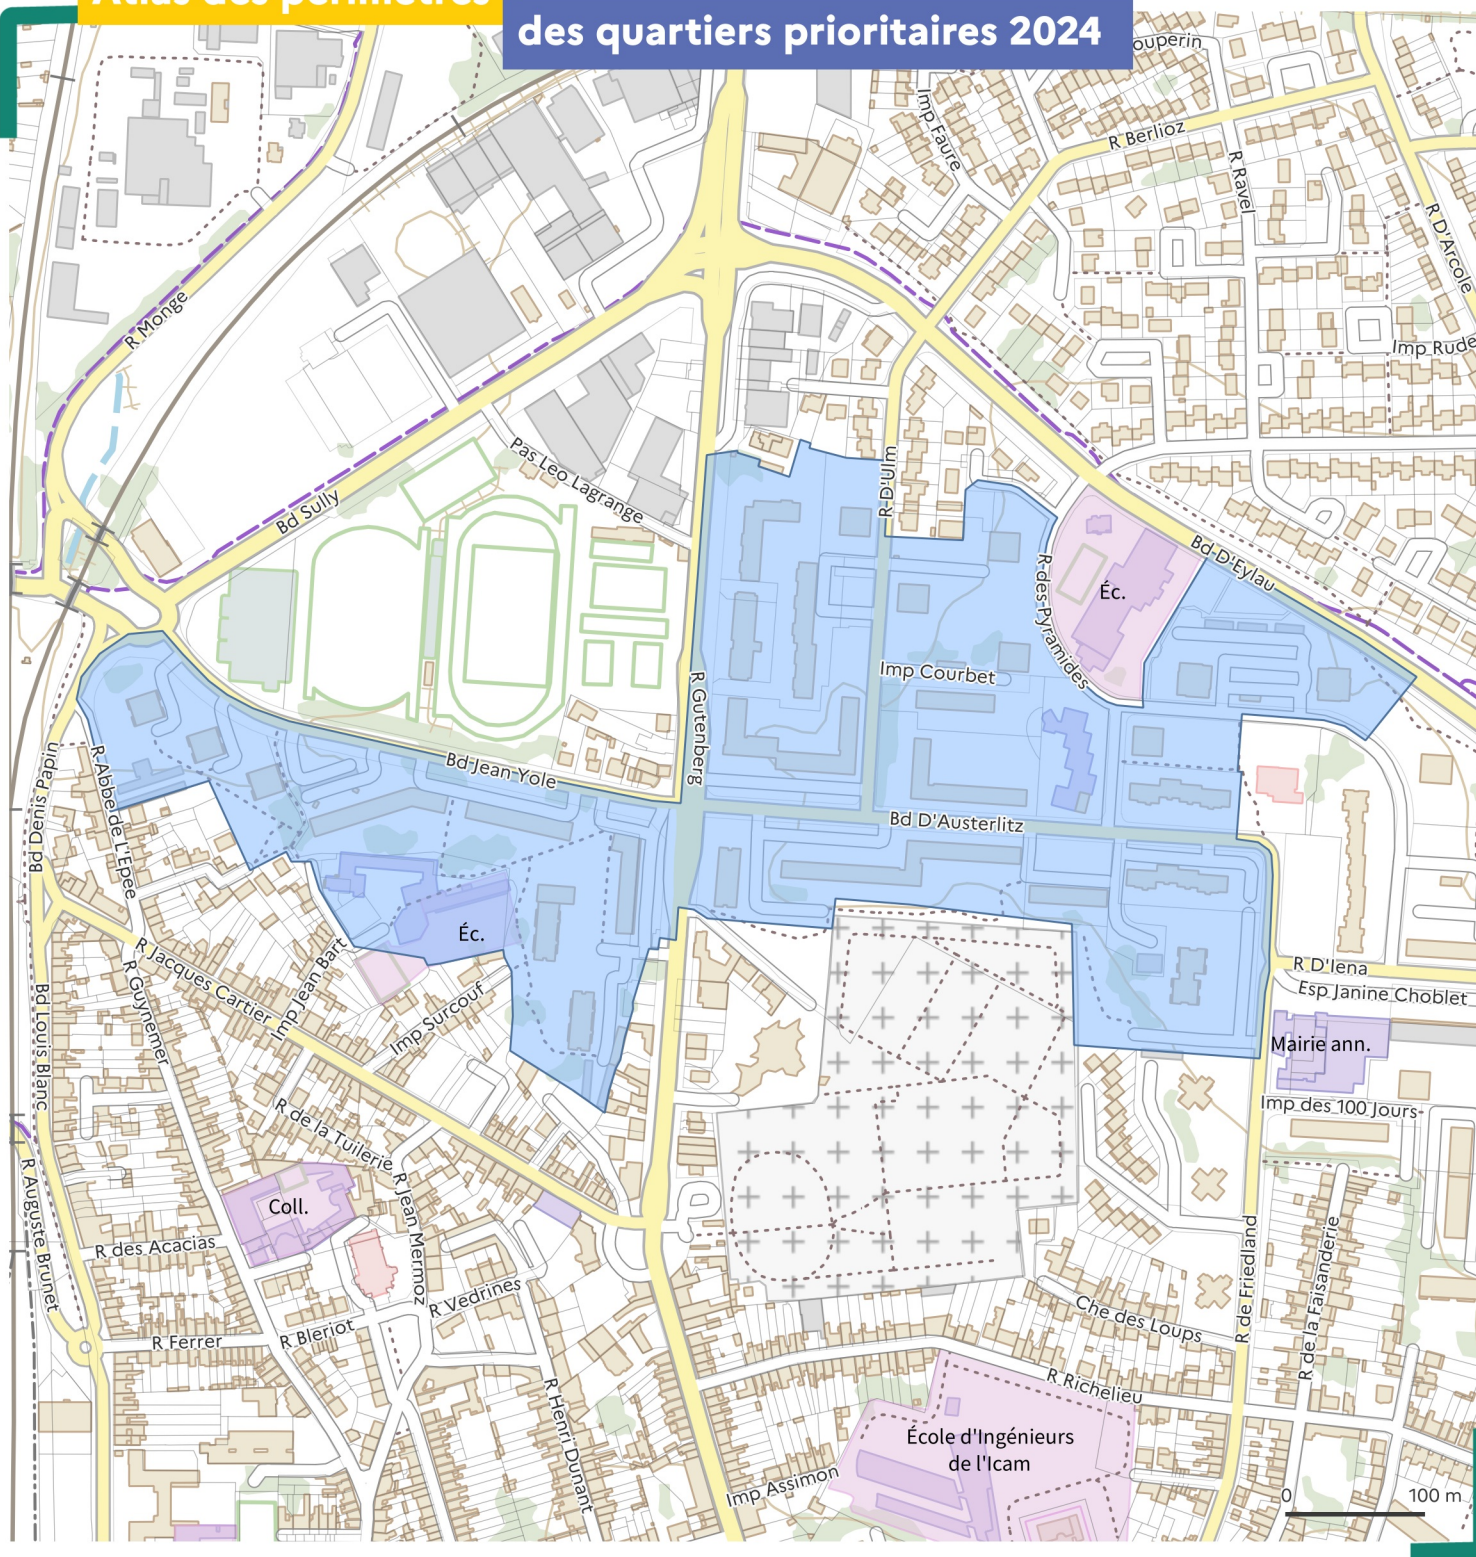 Atlas des périmètres
des quartiers prioritaires 2024
ouperin
Imp Faure
R Berlioz
R Ravel
R D'Arcole
R Monge
Imp Rude
Pas Leo Lagrange
Bd Sully
R D'Ulm
Bd D'Eylau
Éc.
R des Pyramides
Imp Courbet
R Gutenberg
Bd Jean Yole
Bd Denis Papin
R Abbe de L'Epee
Bd D'Austerlitz
Éc.
R Jacques Cartier
Imp Jean Bart
R Guynemer
Imp Surcouf
Bd Louis Blanc
R D'Iena
Esp Janine Choblet
Mairie ann.
Imp des 100 Jours
R de la Tuilerie
R Jean Mermoz
R Auguste Brunet
Coll.
R des Acacias
R Vedrines
R Ferrer
R Bleriot
R de Friedland
R de la Faisanderie
Che des Loups
R Richelieu
R Henri Dunant
École d'Ingénieurs
de l'Icam
Imp Assimon
0 100 m